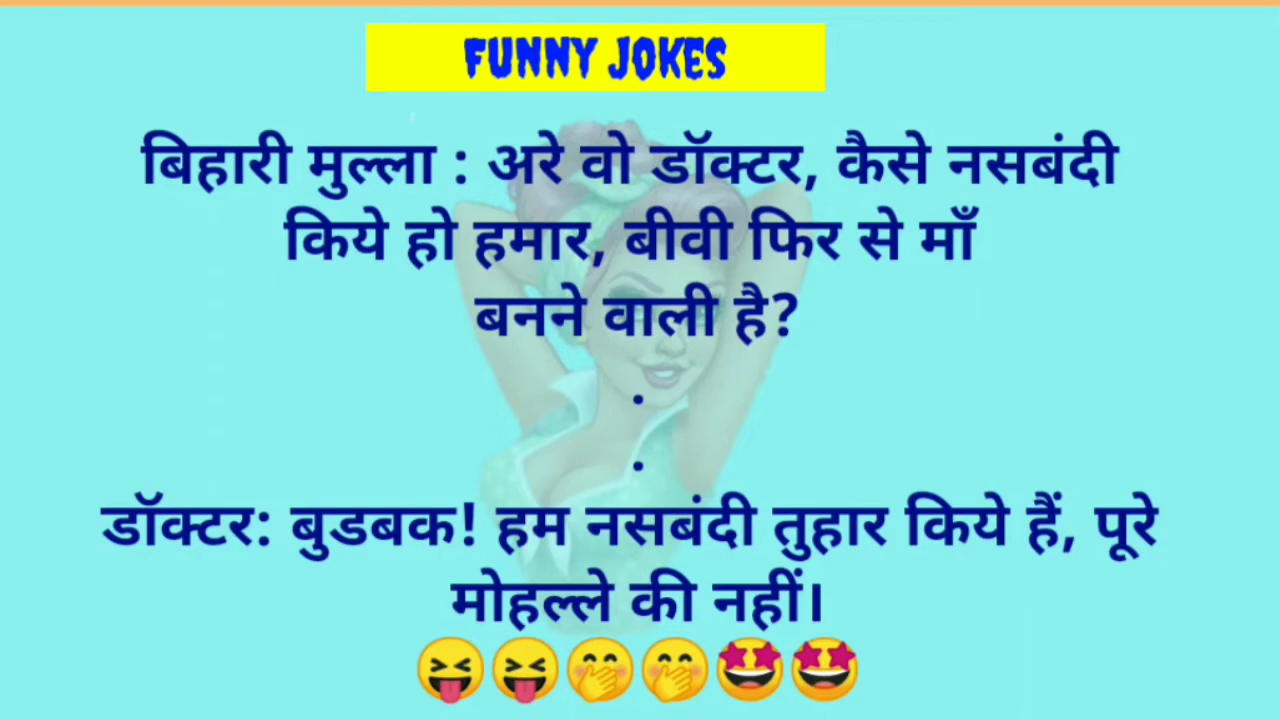 FUNNY JOKES
बिहारी मुल्ला : अरे वो डॉक्टर, कैसे नसबंदी
किये हो हमार, बीवी फिर से माँ
बनने वाली है?
.
.
डॉक्टर: बुडबक! हम नसबंदी तुहार किये हैं, पूरे
मोहल्ले की नहीं।
😝😝🤭🤭🤩🤩